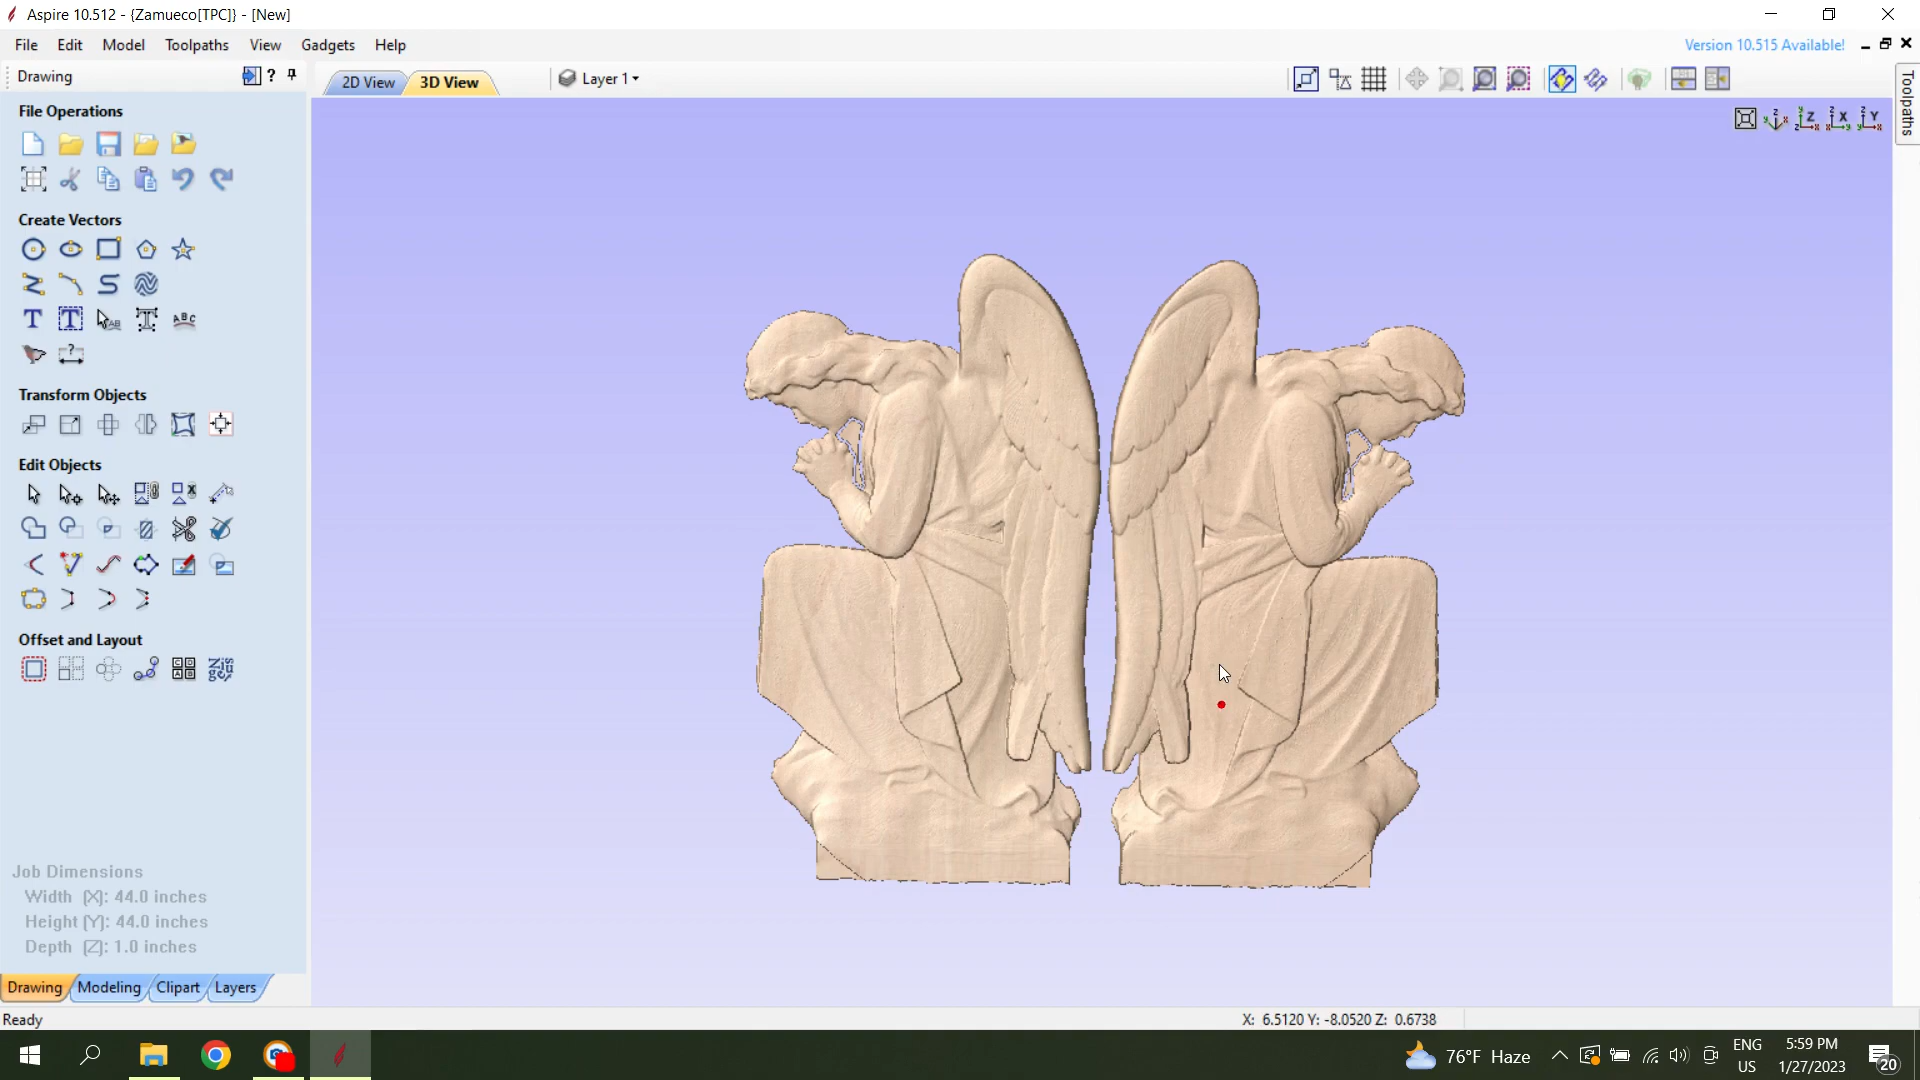 Aspire 10.512 - {Zamueco[TPC]} - [New]
File Edit Model Toolpaths View Gadgets Help
Version 10.515 Available!
Drawing
2D View 3D View Layer 1
Toolpaths
File Operations
Create Vectors
Transform Objects
Edit Objects
Offset and Layout
Job Dimensions
Width (X): 44.0 inches
Height (Y): 44.0 inches
Depth (Z): 1.0 inches
Drawing Modeling Clipart Layers
Ready
X: 6.5120 Y: -8.0520 Z: 0.6738
76°F Haze
ENG
US
5:59 PM
1/27/2023
20